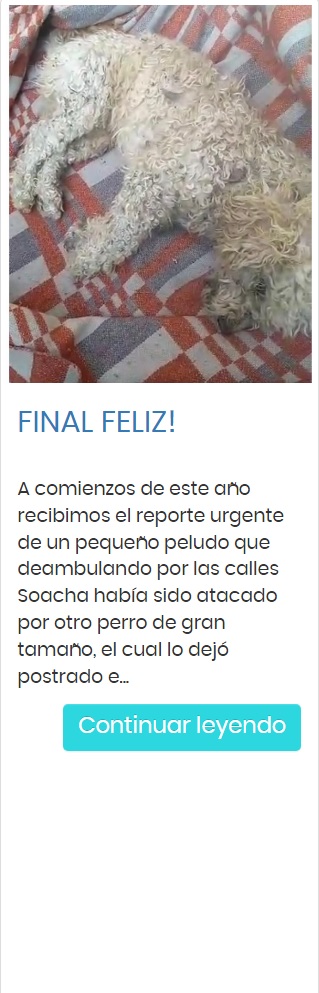 FINAL FELIZ!
A comienzos de este año
recibimos el reporte urgente
de un pequeño peludo que
deambulando por las calles
Soacha había sido atacado
por otro perro de gran
tamaño, el cual lo dejó
postrado e...
Continuar leyendo